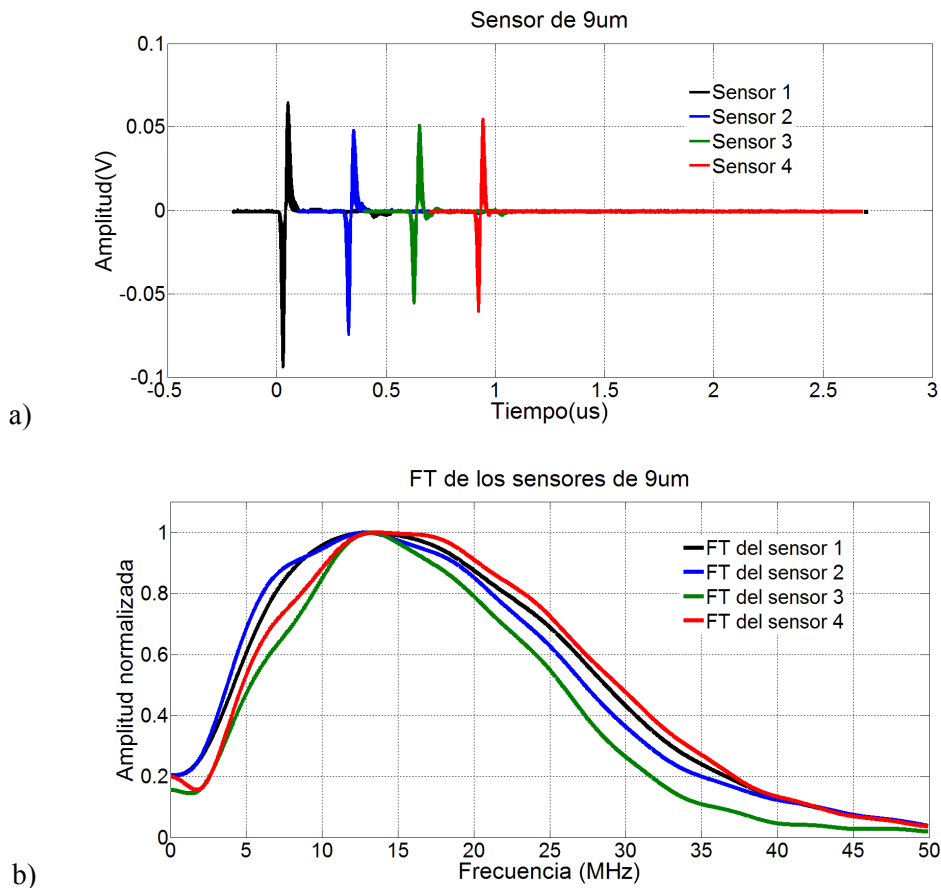 Sensor de 9um
Amplitud(V)
0.1
0.05
0
-0.05
-0.1
Sensor 1
Sensor 2
Sensor 3
Sensor 4
-0.5 0 0.5 1 1.5 2 2.5 3
Tiempo(us)
a)
FT de los sensores de 9um
Amplitud normalizada
1
0.8
0.6
0.4
0.2
0
FT del sensor 1
FT del sensor 2
FT del sensor 3
FT del sensor 4
0 5 10 15 20 25 30 35 40 45 50
Frecuencia (MHz)
b)